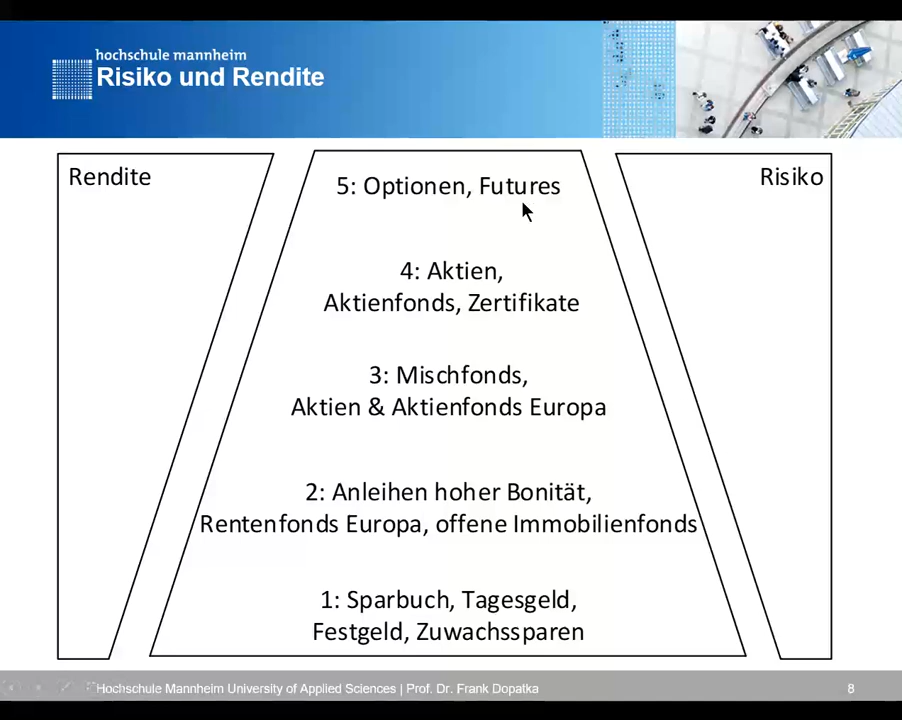 hochschule mannheim
Risiko und Rendite
Rendite
Risiko
5: Optionen, Futures
4: Aktien,
Aktienfonds, Zertifikate
3: Mischfonds,
Aktien & Aktienfonds Europa
2: Anleihen hoher Bonität,
Rentenfonds Europa, offene Immobilienfonds
1: Sparbuch, Tagesgeld,
Festgeld, Zuwachssparen
Hochschule Mannheim University of Applied Sciences | Prof. Dr. Frank Dopatka
8